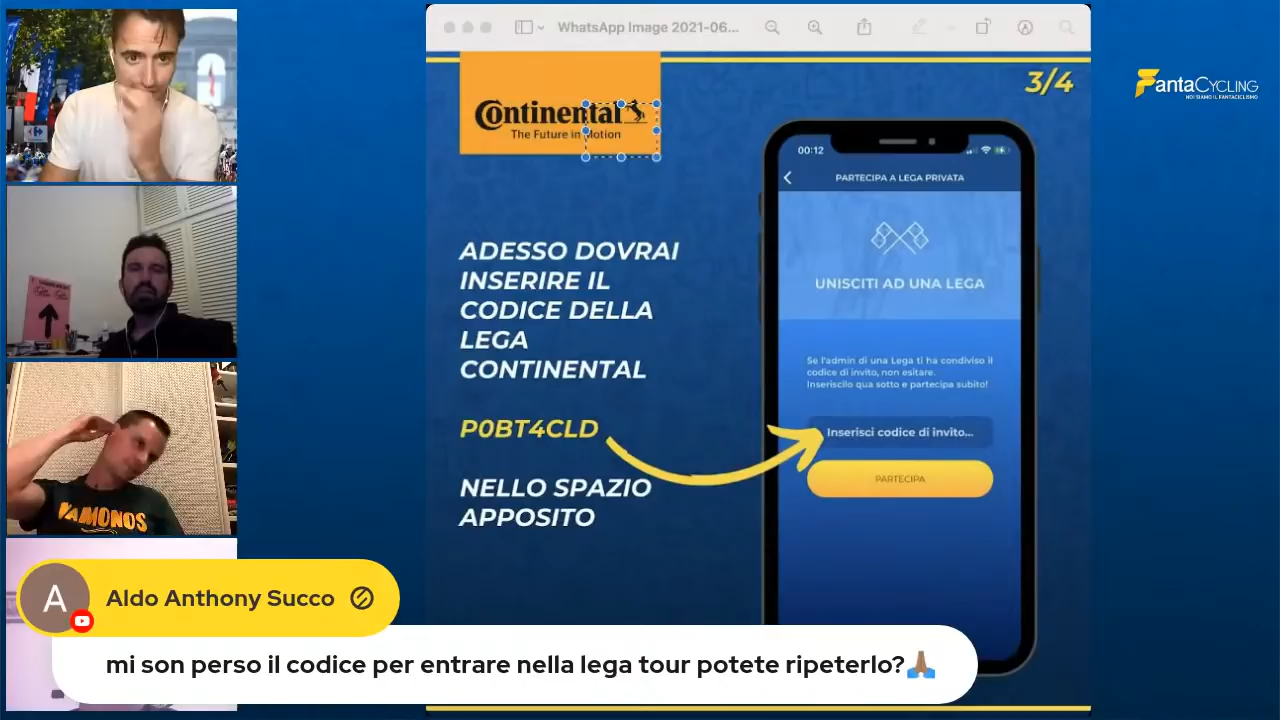 WhatsApp Image 2021-06...
3/4
FantaCYCLING
NOI SIAMO IL FANTACICLISMO
Continental
The Future in Motion
00:12
PARTECIPA A LEGA PRIVATA
UNISCITI AD UNA LEGA
ADESSO DOVRAI
INSERIRE IL
CODICE DELLA
LEGA
CONTINENTAL
P0BT4CLD
NELLO SPAZIO
APPOSITO
Se l'admin di una Lega ti ha condiviso il
codice di invito, non esitare.
Inseriscilo qua sotto e partecipa subito!
Inserisci codice di invito...
PARTECIPA
VAMONOS
A
Aldo Anthony Succo
mi son perso il codice per entrare nella lega tour potete ripeterlo?🙏🏽